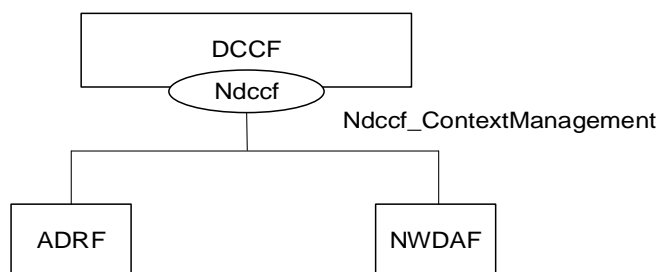 DCCF
Ndccf
Ndccf_ContextManagement
ADRF
NWDAF